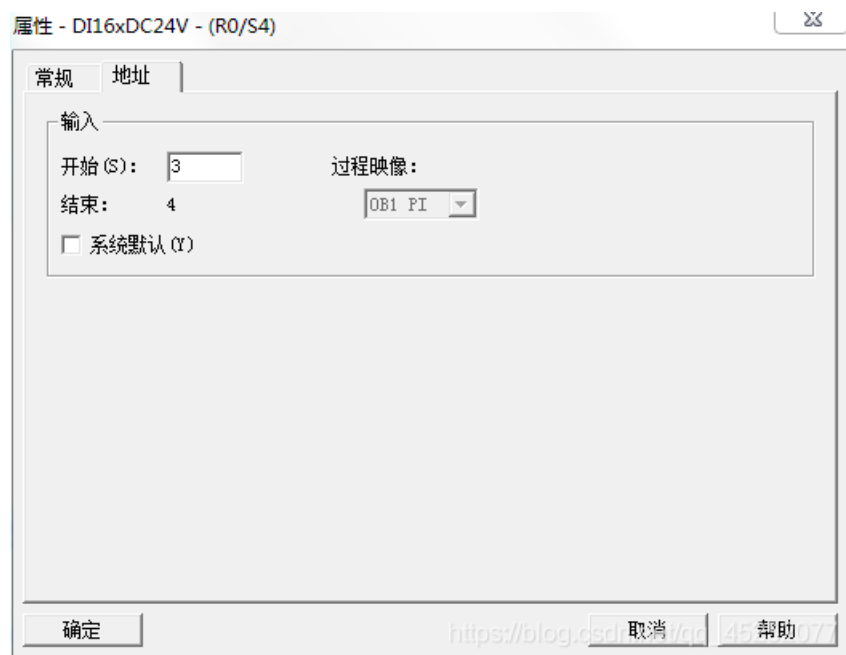 属性 - DI16xDC24V - (R0/S4)
常规 地址
输入
开始(S): 3 过程映像:
结束: 4 OB1 PI
系统默认(Y)
确定 取消 帮助